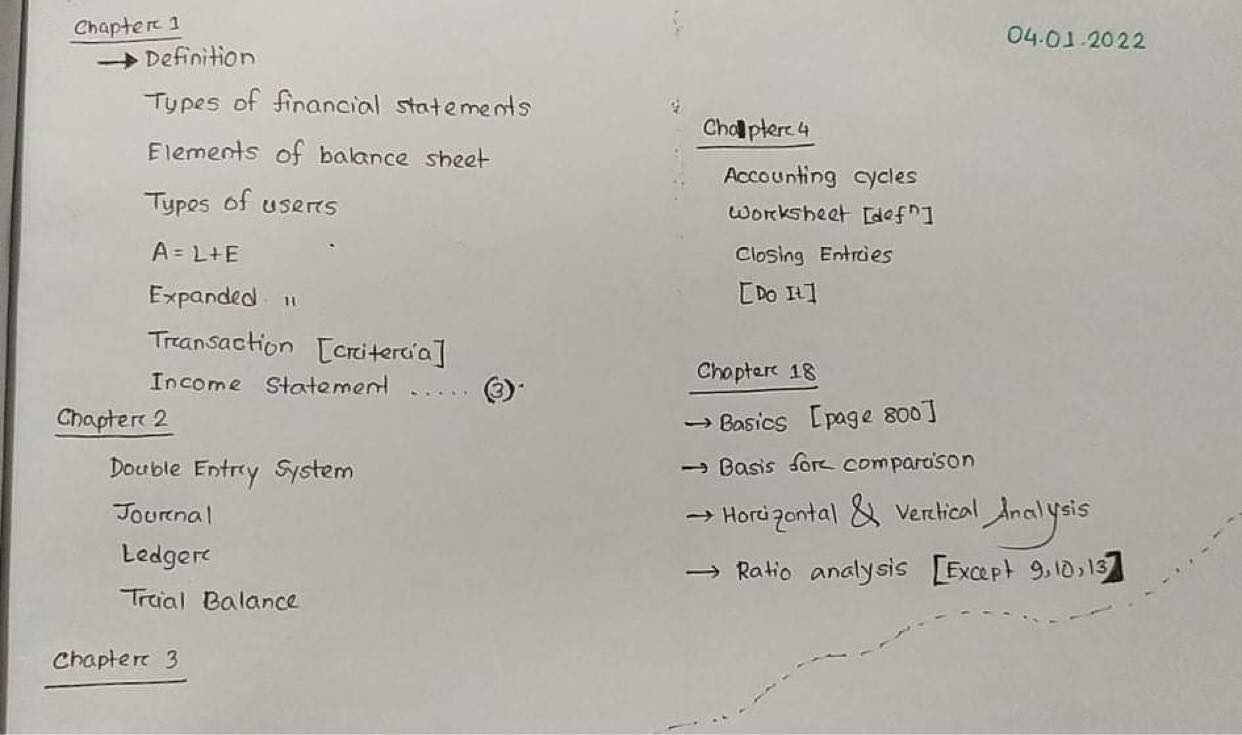 Chapter 1
→ Definition
Types of financial statements
Elements of balance sheet
Types of users
A = L+E
Expanded "
Transaction [criteria]
Income Statement ..... (3).
Chapter 2
Double Entry System
Journal
Ledger
Trial Balance
Chapter 3
04.01.2022
Chapter 4
Accounting cycles
Worksheet [defⁿ]
Closing Entries
[Do It]
Chapter 18
→ Basics [page 800]
→ Basis for comparison
→ Horizontal & Vertical Analysis
→ Ratio analysis [Except 9,10,13]